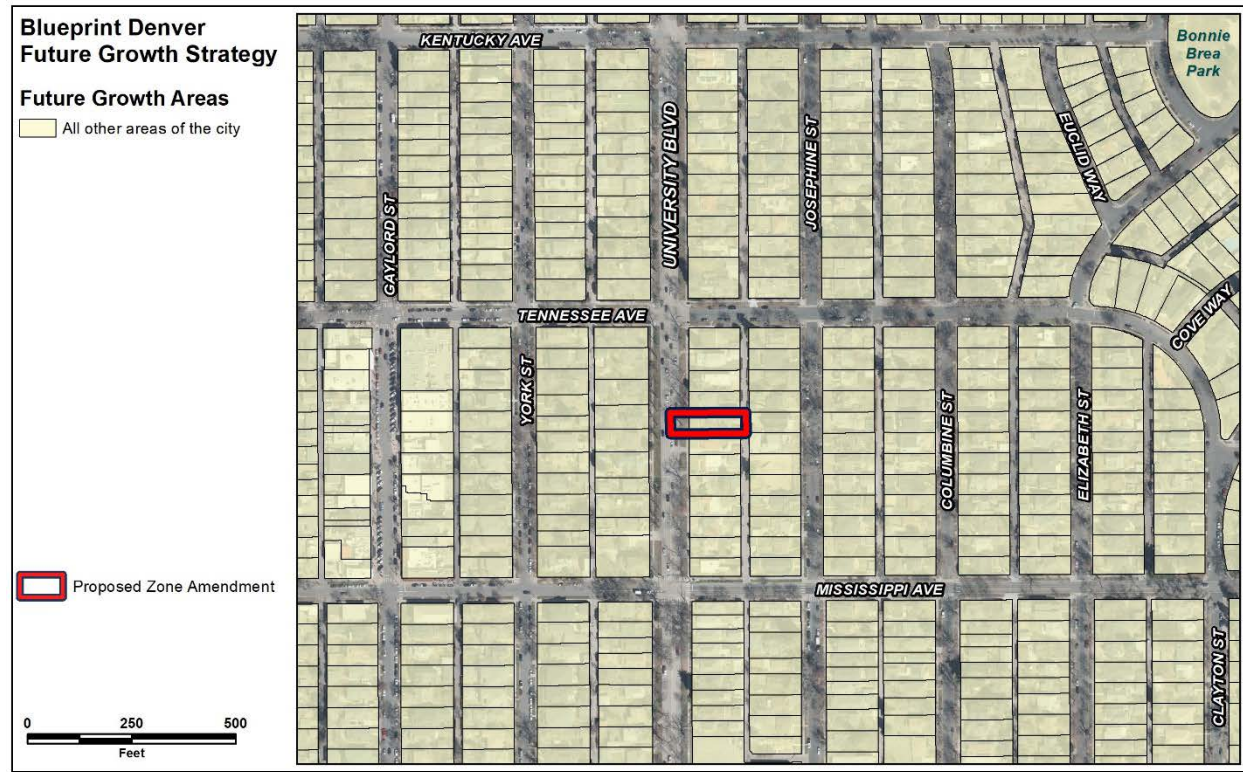 Blueprint Denver
Future Growth Strategy
Future Growth Areas
All other areas of the city
Proposed Zone Amendment
0 250 500
Feet
KENTUCKY AVE
Bonnie
Brea
Park
GAYLORD ST
UNIVERSITY BLVD
JOSEPHINE ST
EUCLID WAY
TENNESSEE AVE
COVE WAY
YORK ST
COLUMBINE ST
ELIZABETH ST
MISSISSIPPI AVE
CLAYTON ST